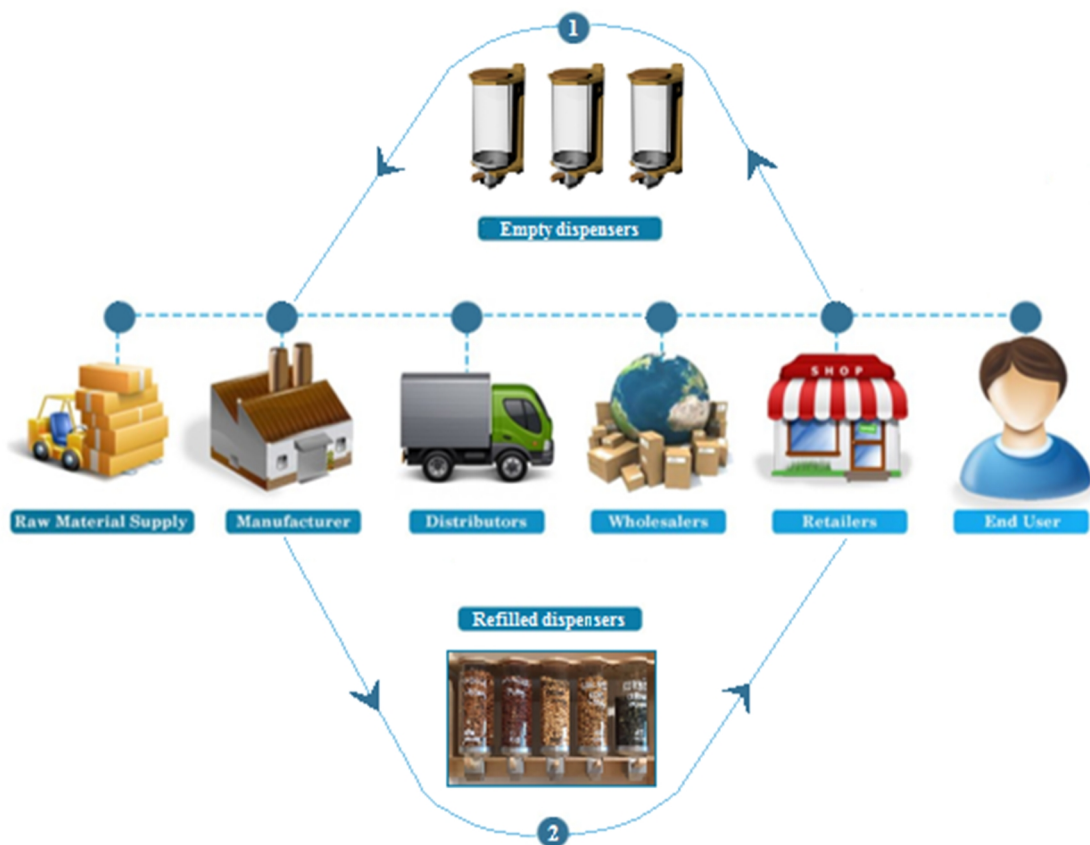 1
Empty dispensers
SHOP
Raw Material Supply
Manufacturer
Distributors
Wholesalers
Retailers
End User
Refilled dispensers
2